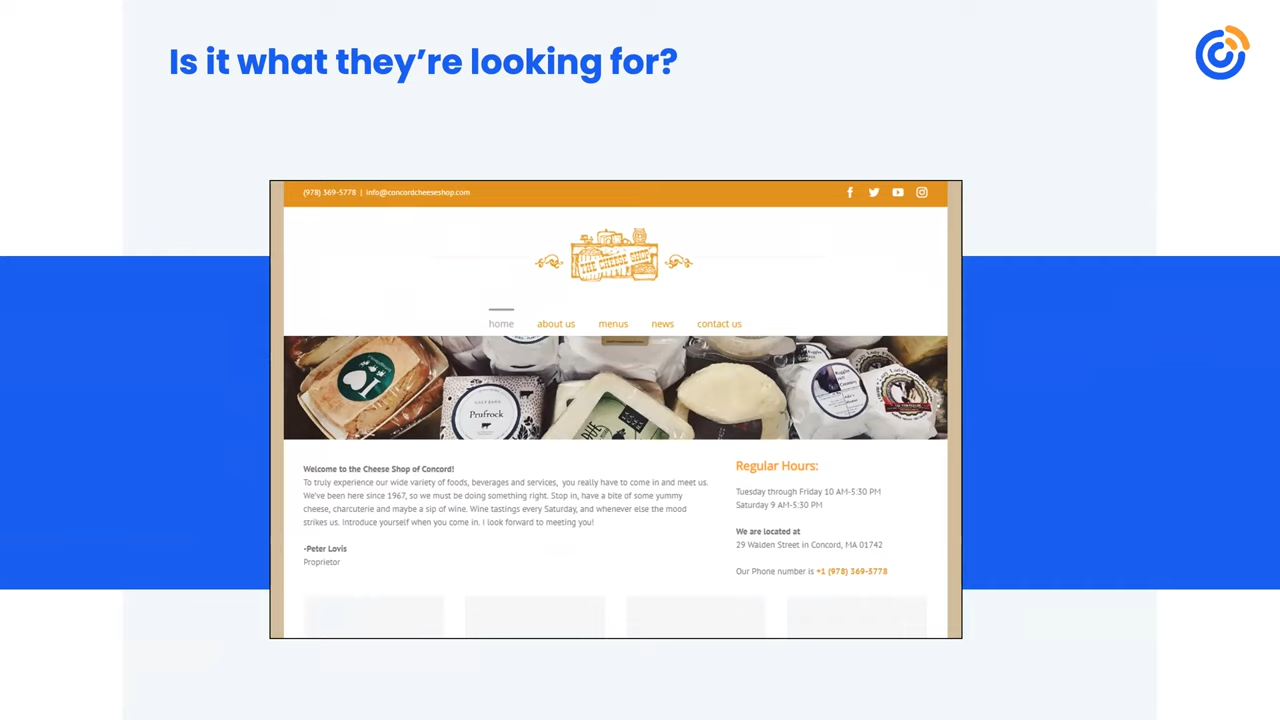 Is it what they’re looking for?
(978) 369-5778 | info@concordcheeseshop.com
THE CHEESE SHOP
home about us menus news contact us
Prufrock
Welcome to the Cheese Shop of Concord!
To truly experience our wide variety of foods, beverages and services, you really have to come in and meet us.
We've been here since 1967, so we must be doing something right. Stop in, have a bite of some yummy
cheese, charcuterie and maybe a sip of wine. Wine tastings every Saturday, and whenever else the mood
strikes us. Introduce yourself when you come in. I look forward to meeting you!
-Peter Lovis
Proprietor
Regular Hours:
Tuesday through Friday 10 AM-5:30 PM
Saturday 9 AM-5:30 PM
We are located at
29 Walden Street in Concord, MA 01742
Our Phone number is +1 (978) 369-5778